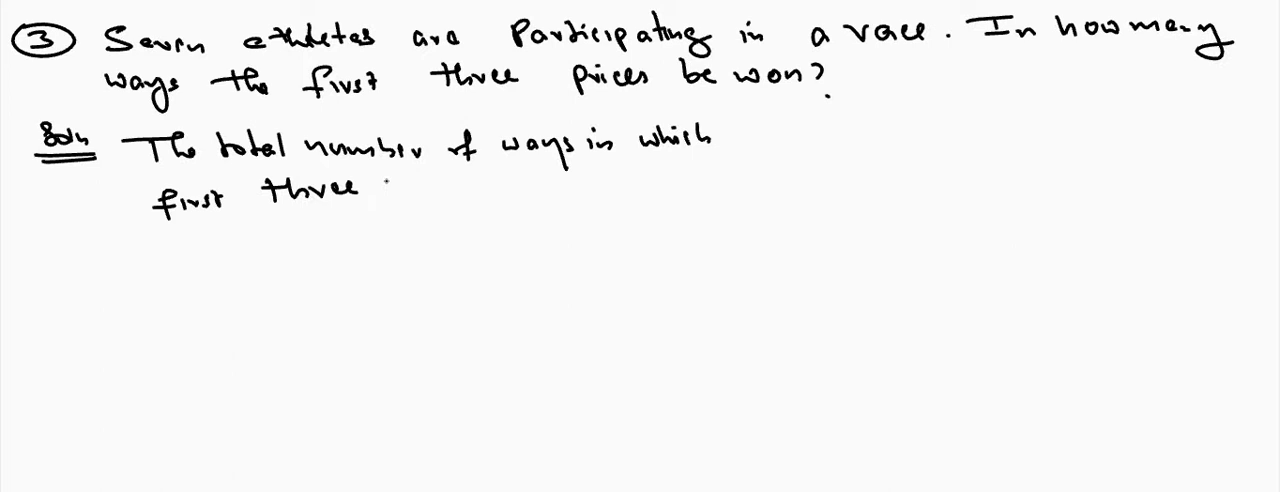 3 Seven athletes are Participating in a race. In how many
ways the first three prices be won?
Soln The total number of ways in which
first three